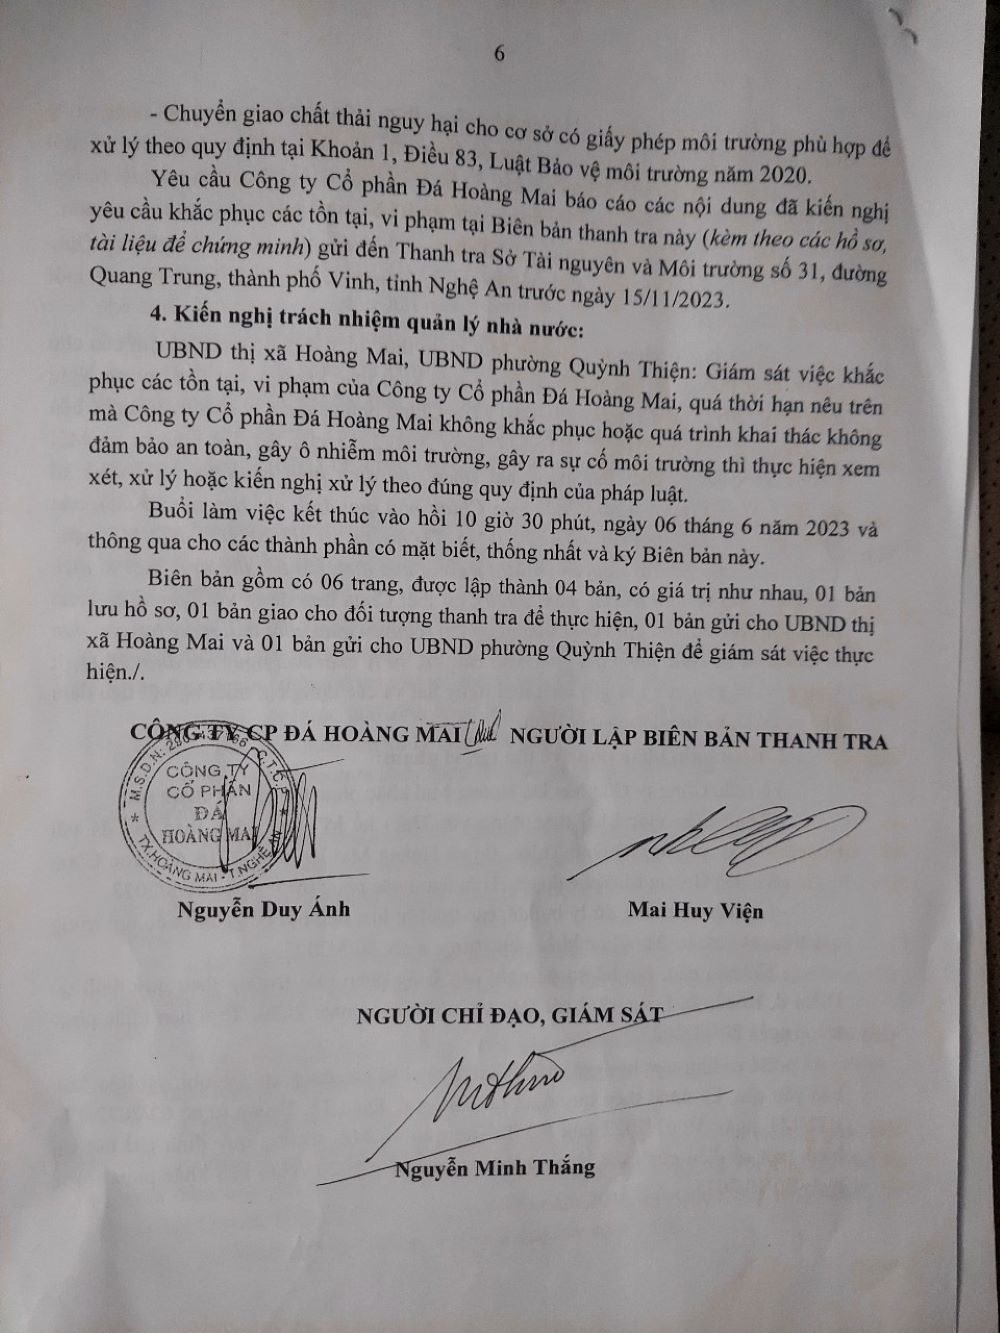 6
- Chuyển giao chất thải nguy hại cho cơ sở có giấy phép môi trường phù hợp để
xử lý theo quy định tại Khoản 1, Điều 83, Luật Bảo vệ môi trường năm 2020.
Yêu cầu Công ty Cổ phần Đá Hoàng Mai báo cáo các nội dung đã kiến nghị
yêu cầu khắc phục các tồn tại, vi phạm tại Biên bản thanh tra này (kèm theo các hồ sơ,
tài liệu để chứng minh) gửi đến Thanh tra Sở Tài nguyên và Môi trường số 31, đường
Quang Trung, thành phố Vinh, tỉnh Nghệ An trước ngày 15/11/2023.
4. Kiến nghị trách nhiệm quản lý nhà nước:
UBND thị xã Hoàng Mai, UBND phường Quỳnh Thiện: Giám sát việc khắc
phục các tồn tại, vi phạm của Công ty Cổ phần Đá Hoàng Mai, quá thời hạn nêu trên
mà Công ty Cổ phần Đá Hoàng Mai không khắc phục hoặc quá trình khai thác không
đảm bảo an toàn, gây ô nhiễm môi trường, gây ra sự cố môi trường thì thực hiện xem
xét, xử lý hoặc kiến nghị xử lý theo đúng quy định của pháp luật.
Buổi làm việc kết thúc vào hồi 10 giờ 30 phút, ngày 06 tháng 6 năm 2023 và
thông qua cho các thành phần có mặt biết, thống nhất và ký Biên bản này.
Biên bản gồm có 06 trang, được lập thành 04 bản, có giá trị như nhau, 01 bản
lưu hồ sơ, 01 bản giao cho đối tượng thanh tra để thực hiện, 01 bản gửi cho UBND thị
xã Hoàng Mai và 01 bản gửi cho UBND phường Quỳnh Thiện để giám sát việc thực
hiện./.
CÔNG TY CP ĐÁ HOÀNG MAI NGƯỜI LẬP BIÊN BẢN THANH TRA
M.S.D.N: C.T.C.P
CÔNG TY
CỔ PHẦN
ĐÁ
HOÀNG MAI
TX.HOÀNG MAI - T.NGHỆ AN
Nguyễn Duy Ánh Mai Huy Viện
NGƯỜI CHỈ ĐẠO, GIÁM SÁT
Nguyễn Minh Thắng